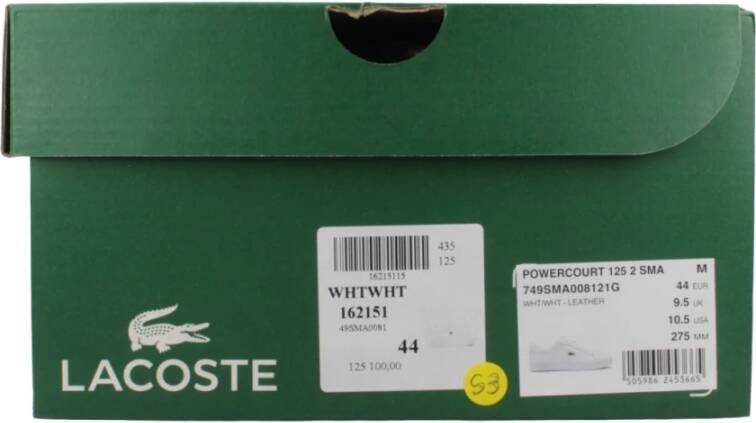 LACOSTE
435
125
16215115
WHTWHT
162151
49SMA0081
44
125 100,00
S3
POWERCOURT 125 2 SMA M
749SMA008121G 44 EUR
WHT/WHT - LEATHER 9.5 UK
10.5 USA
275 MM
5059862453665